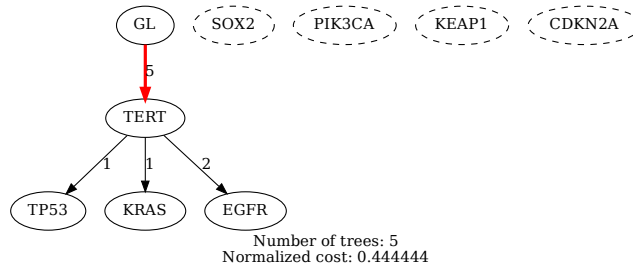 GL SOX2 PIK3CA KEAP1 CDKN2A
5
TERT
1 1 2
TP53 KRAS EGFR
Number of trees: 5
Normalized cost: 0.444444